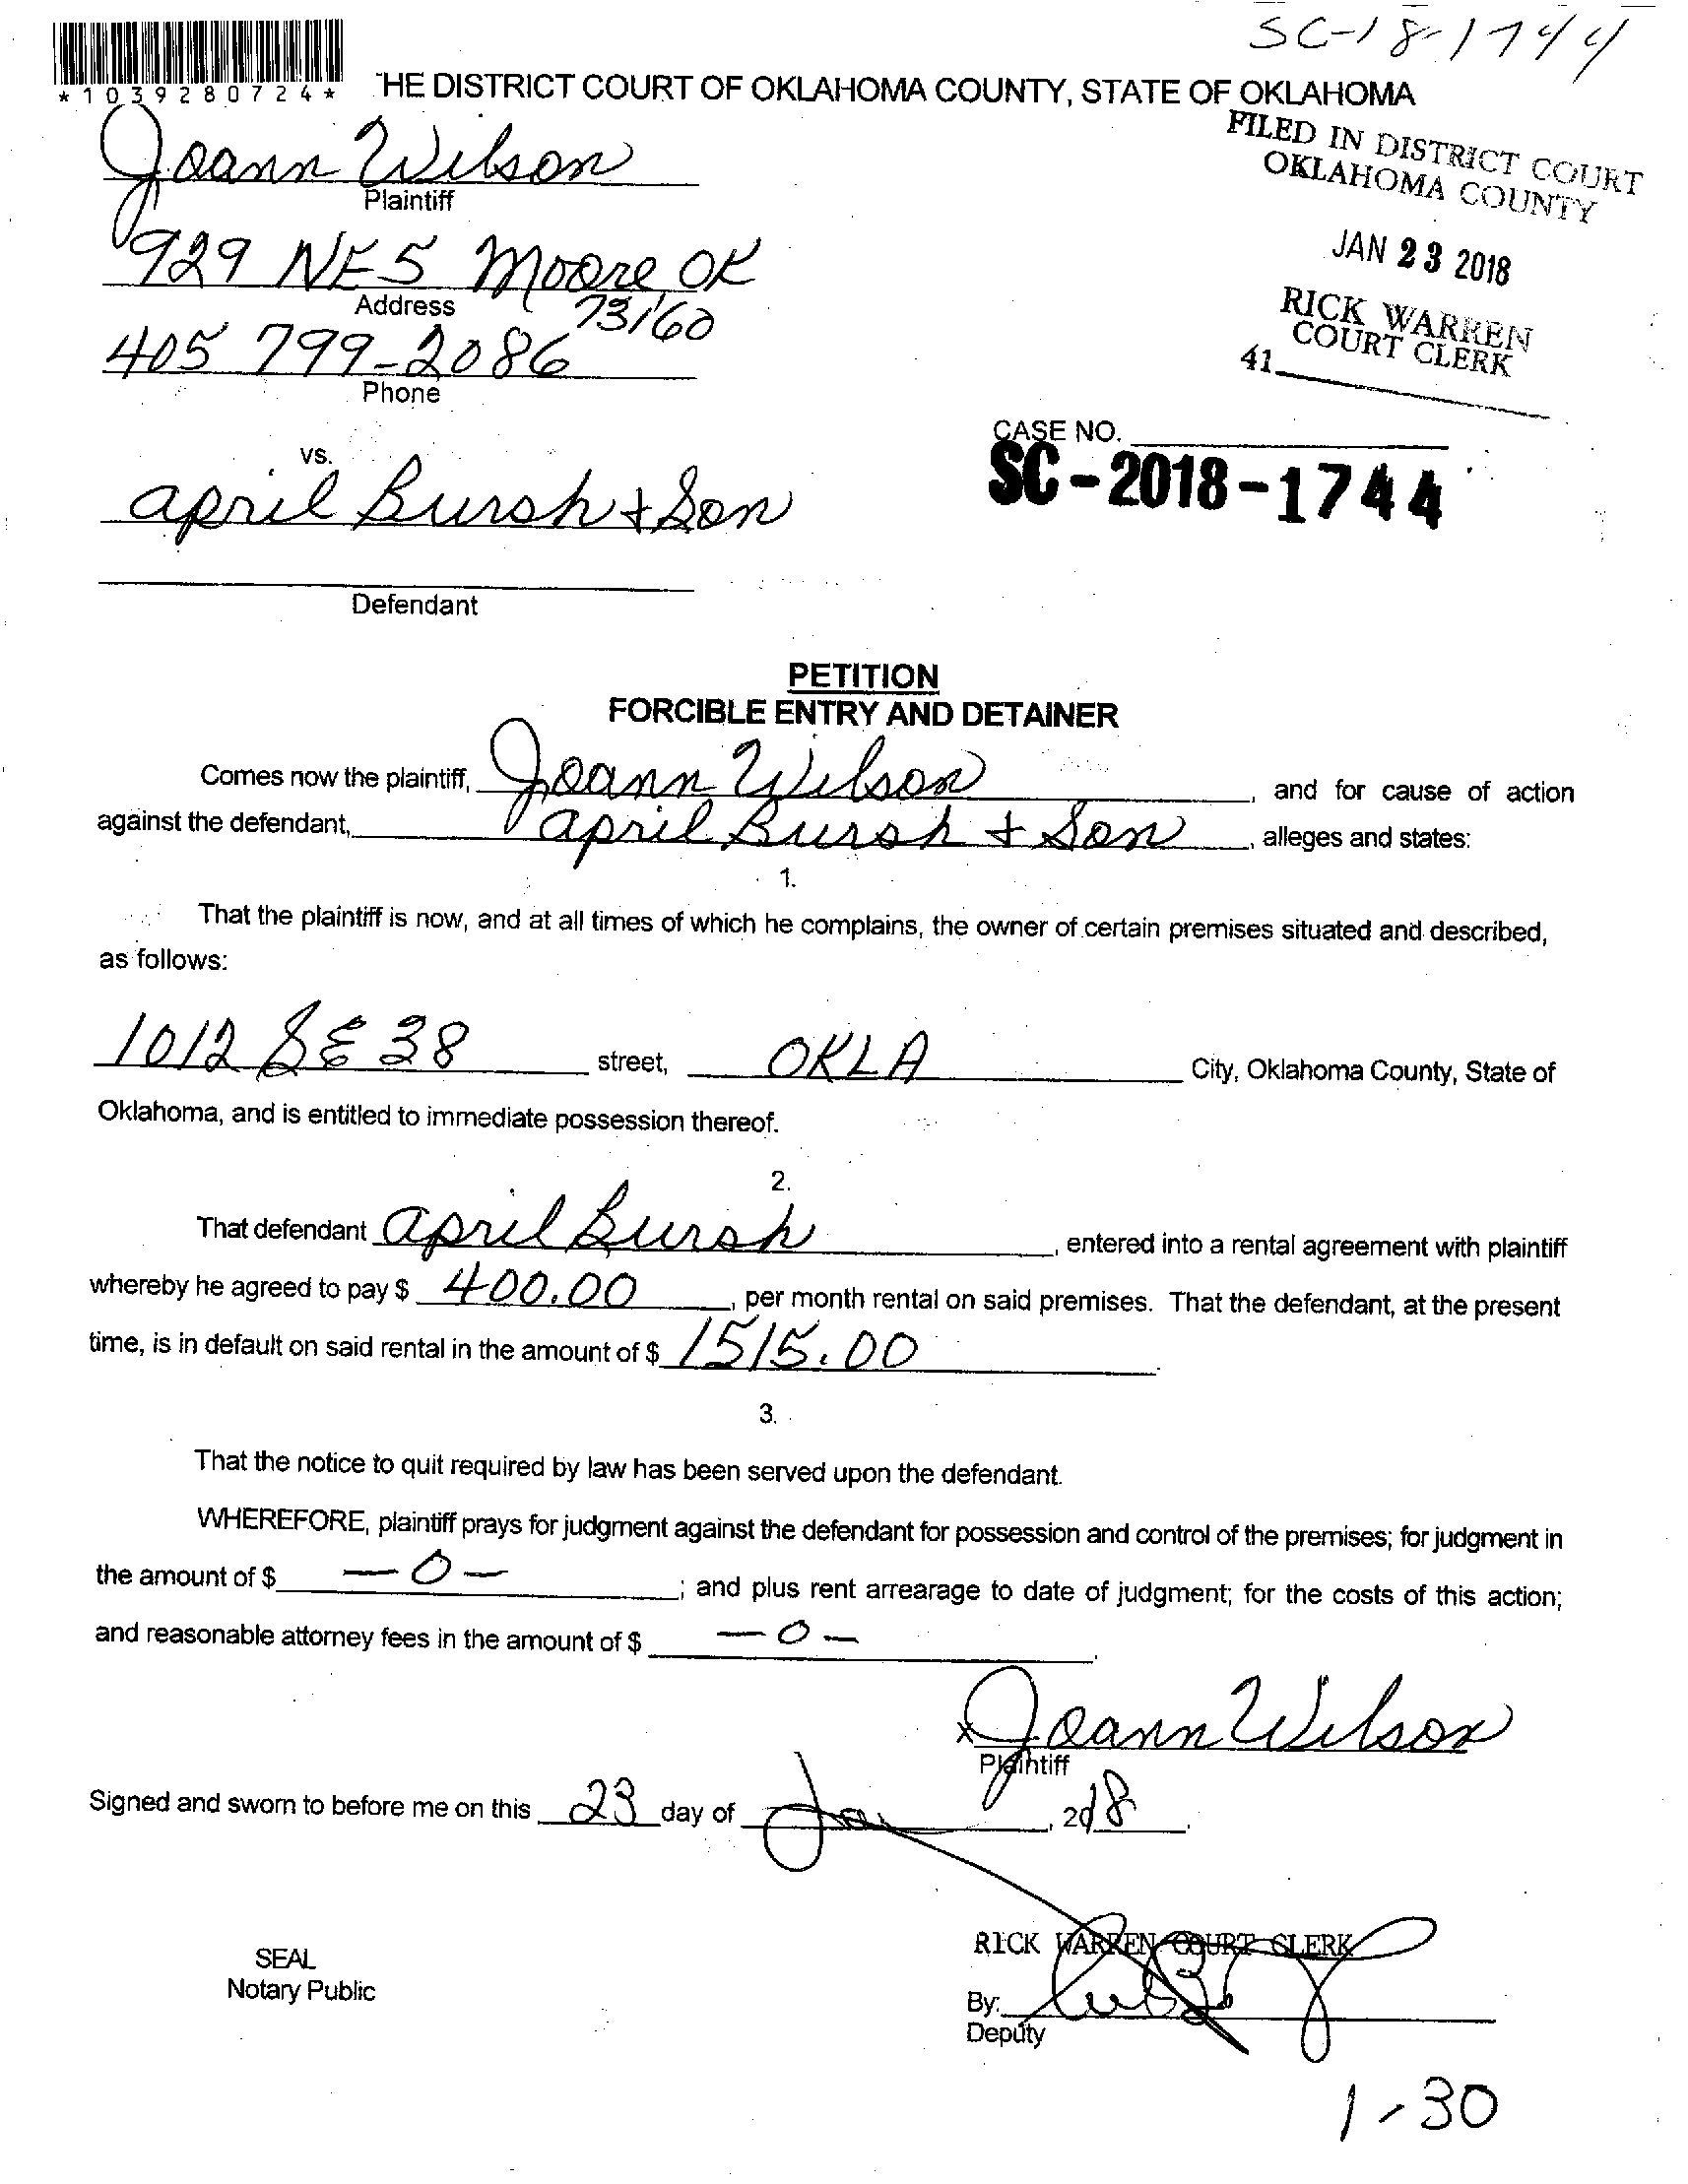 SC-18-1744
*1039280724*
THE DISTRICT COURT OF OKLAHOMA COUNTY, STATE OF OKLAHOMA
FILED IN DISTRICT COURT
OKLAHOMA COUNTY
JAN 23 2018
RICK WARREN
COURT CLERK
41
Joann Wilson
Plaintiff
929 NE 5 Moore OK
73160
Address
405 799-2086
Phone
CASE NO.
SC-2018-1744
vs.
april Bursh + Son
Defendant
PETITION
FORCIBLE ENTRY AND DETAINER
Comes now the plaintiff, Joann Wilson and for cause of action
against the defendant, april Bursh + Son, alleges and states:
1.
That the plaintiff is now, and at all times of which he complains, the owner of certain premises situated and described,
as follows:
1012 SE 38 street, OKLA City, Oklahoma County, State of
Oklahoma, and is entitled to immediate possession thereof.
2.
That defendant april Bursh, entered into a rental agreement with plaintiff
whereby he agreed to pay $ 400.00, per month rental on said premises. That the defendant, at the present
time, is in default on said rental in the amount of $ 1515.00.
3.
That the notice to quit required by law has been served upon the defendant.
WHEREFORE, plaintiff prays for judgment against the defendant for possession and control of the premises; for judgment in
the amount of $ —0—; and plus rent arrearage to date of judgment; for the costs of this action;
and reasonable attorney fees in the amount of $ —0—.
x Joann Wilson
Plaintiff
Signed and sworn to before me on this 23 day of Jan, 2018.
RICK WARREN COURT CLERK
SEAL
Notary Public
By:
Deputy
1-30